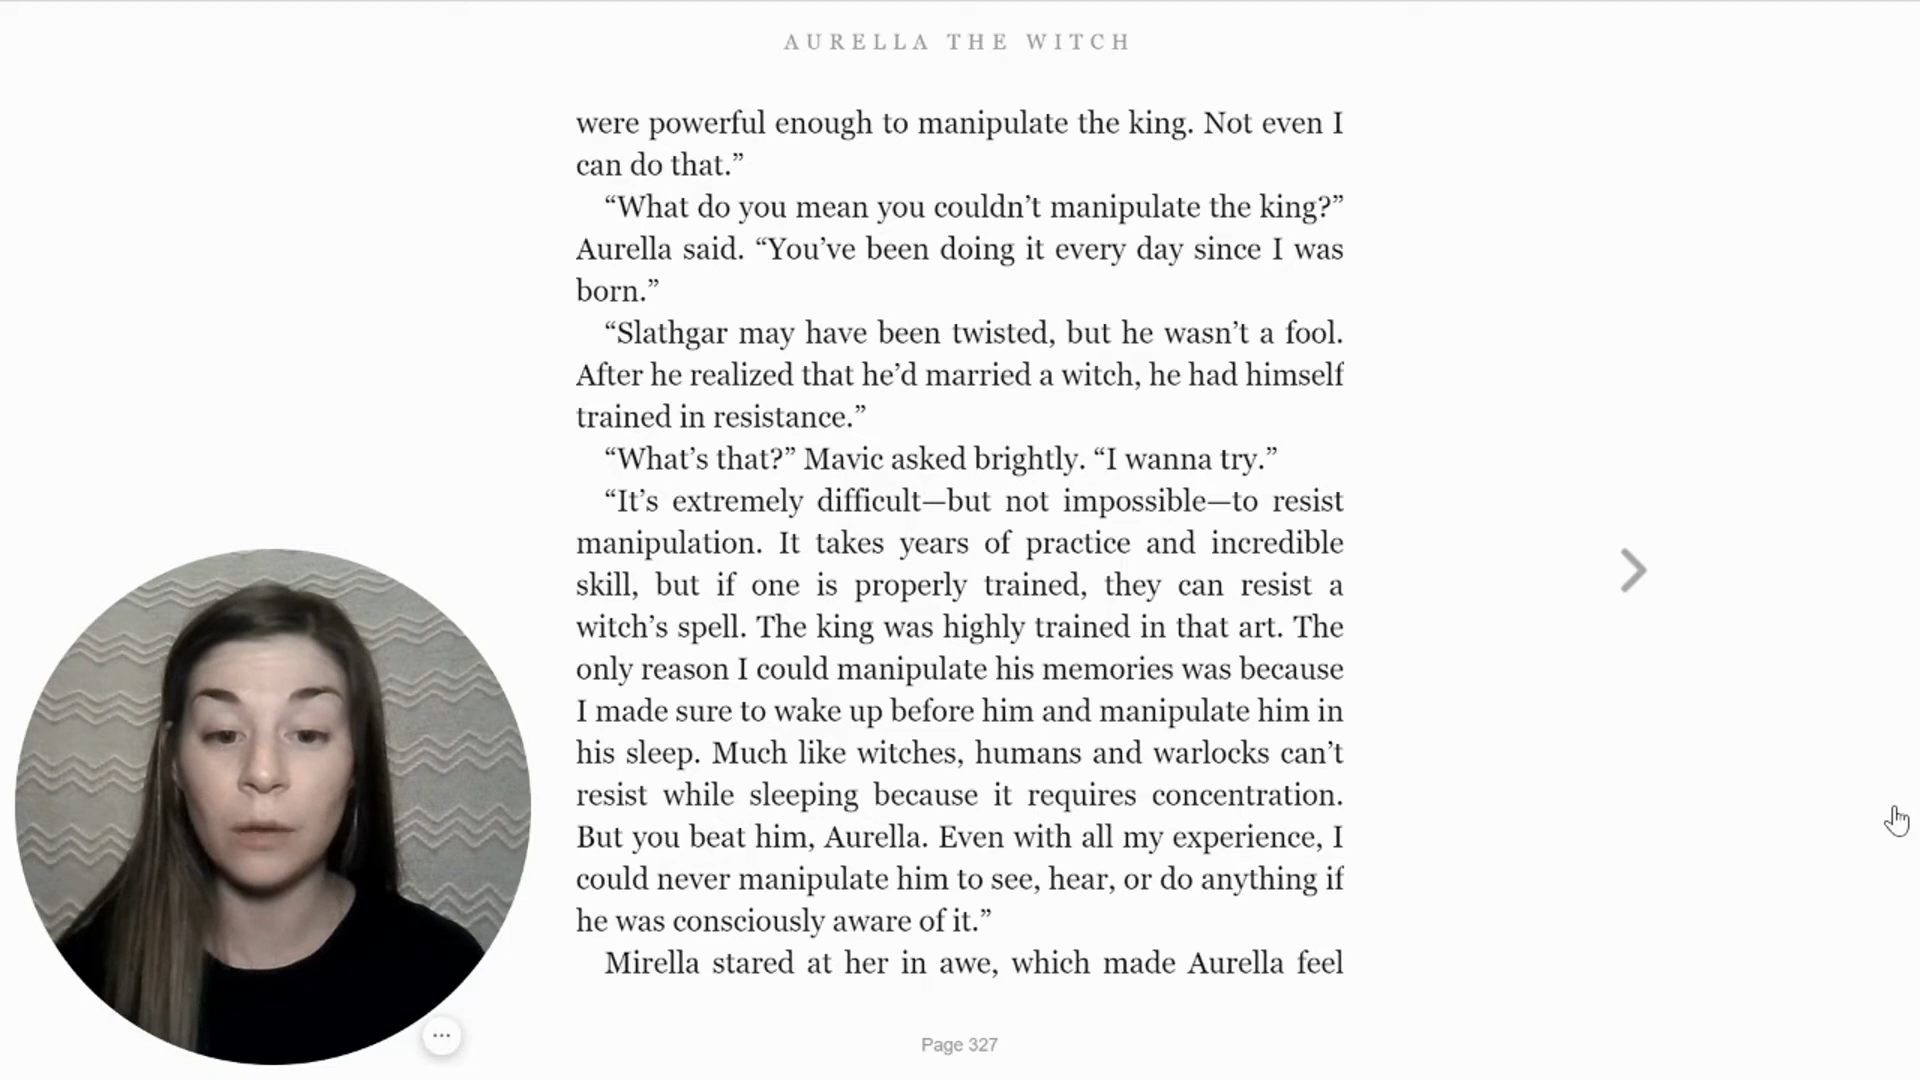 AURELLA THE WITCH
were powerful enough to manipulate the king. Not even I
can do that.”
“What do you mean you couldn’t manipulate the king?”
Aurella said. “You’ve been doing it every day since I was
born.”
“Slathgar may have been twisted, but he wasn’t a fool.
After he realized that he’d married a witch, he had himself
trained in resistance.”
“What’s that?” Mavic asked brightly. “I wanna try.”
“It’s extremely difficult—but not impossible—to resist
manipulation. It takes years of practice and incredible
skill, but if one is properly trained, they can resist a
witch’s spell. The king was highly trained in that art. The
only reason I could manipulate his memories was because
I made sure to wake up before him and manipulate him in
his sleep. Much like witches, humans and warlocks can’t
resist while sleeping because it requires concentration.
But you beat him, Aurella. Even with all my experience, I
could never manipulate him to see, hear, or do anything if
he was consciously aware of it.”
Mirella stared at her in awe, which made Aurella feel
Page 327